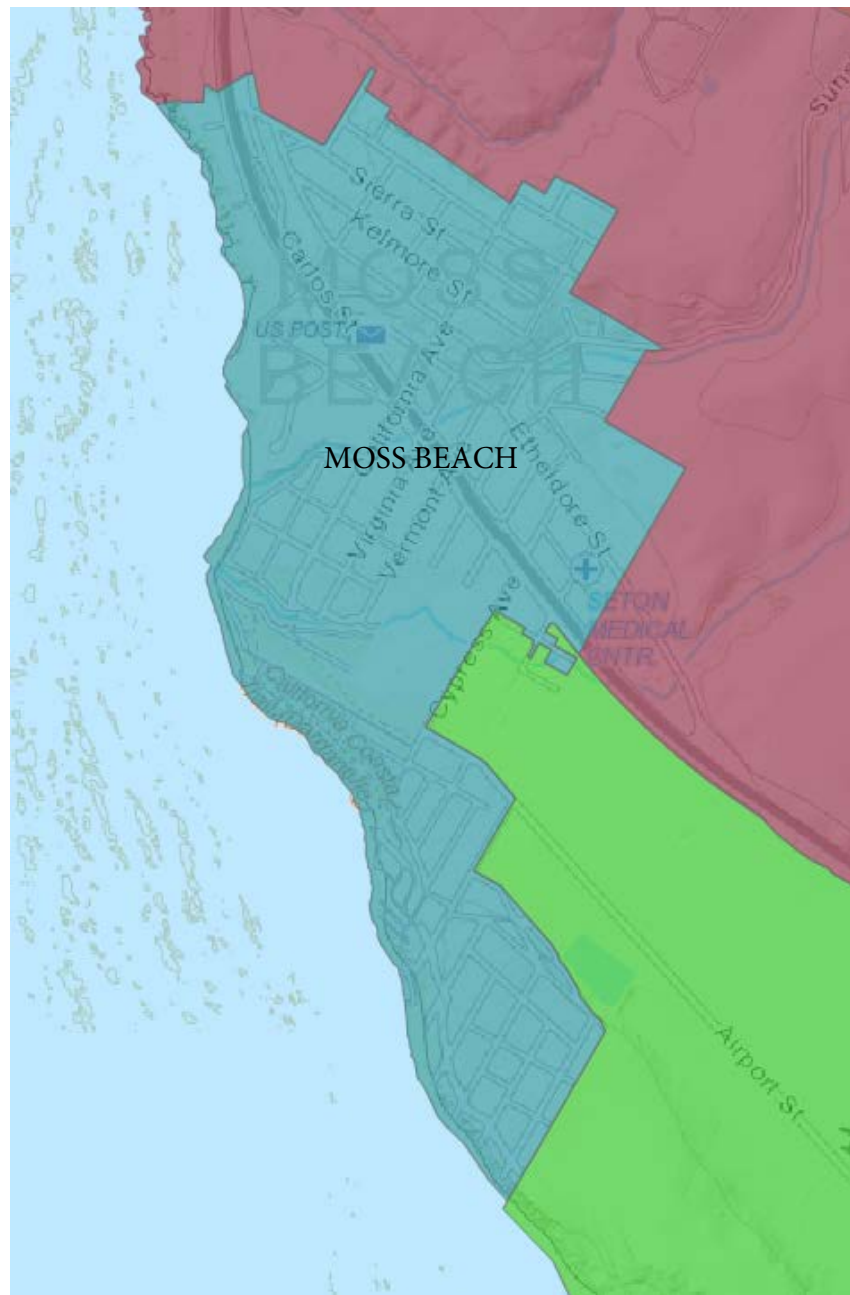 Suns
Sierra St
Kelmore St
Carlos St
MOSS
BEACH
US POST
California Ave
MOSS BEACH
Etheldore St
Virginia Ave
Vermont Ave
SETON
MEDICAL
CNTR
Cypress Ave
California Coastal
Airport St